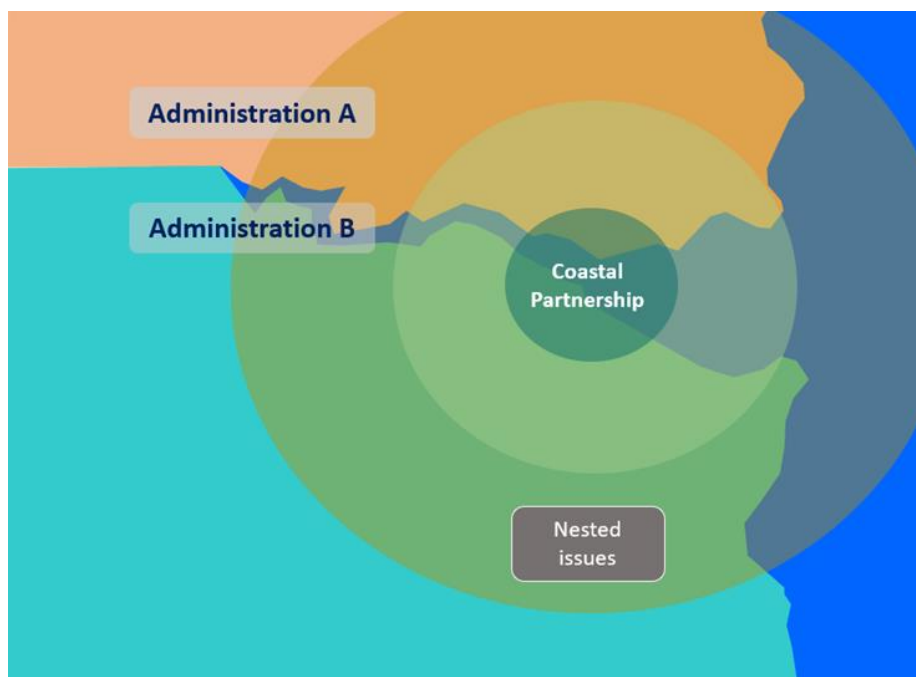 Administration A
Administration B
Coastal
Partnership
Nested
issues